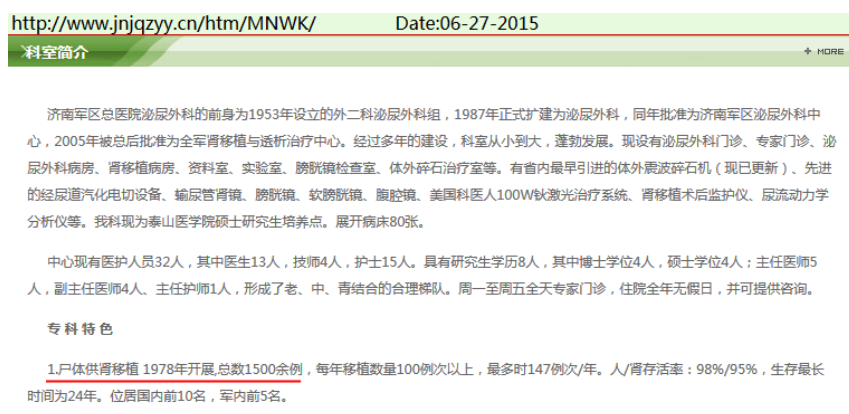 http://www.jnjqzyy.cn/htm/MNWK/ Date:06-27-2015
科室简介 + MORE
济南军区总医院泌尿外科的前身为1953年设立的外二科泌尿外科组，1987年正式扩建为泌尿外科，同年批准为济南军区泌尿外科中
心，2005年被总后批准为全军肾移植与透析治疗中心。经过多年的建设，科室从小到大，蓬勃发展。现设有泌尿外科门诊、专家门诊、泌
尿外科病房、肾移植病房、资料室、实验室、膀胱镜检查室、体外碎石治疗室等。有省内最早引进的体外震波碎石机（现已更新）、先进
的经尿道汽化电切设备、输尿管肾镜、膀胱镜、软膀胱镜、腹腔镜、美国科医人100W钬激光治疗系统、肾移植术后监护仪、尿流动力学
分析仪等。我科现为泰山医学院硕士研究生培养点。展开病床80张。
中心现有医护人员32人，其中医生13人，技师4人，护士15人。具有研究生学历8人，其中博士学位4人，硕士学位4人；主任医师5
人，副主任医师4人、主任护师1人，形成了老、中、青结合的合理梯队。周一至周五全天专家门诊，住院全年无假日，并可提供咨询。
专科特色
1.尸体供肾移植 1978年开展,总数1500余例，每年移植数量100例次以上，最多时147例次/年。人/肾存活率：98%/95%，生存最长
时间为24年。位居国内前10名，军内前5名。